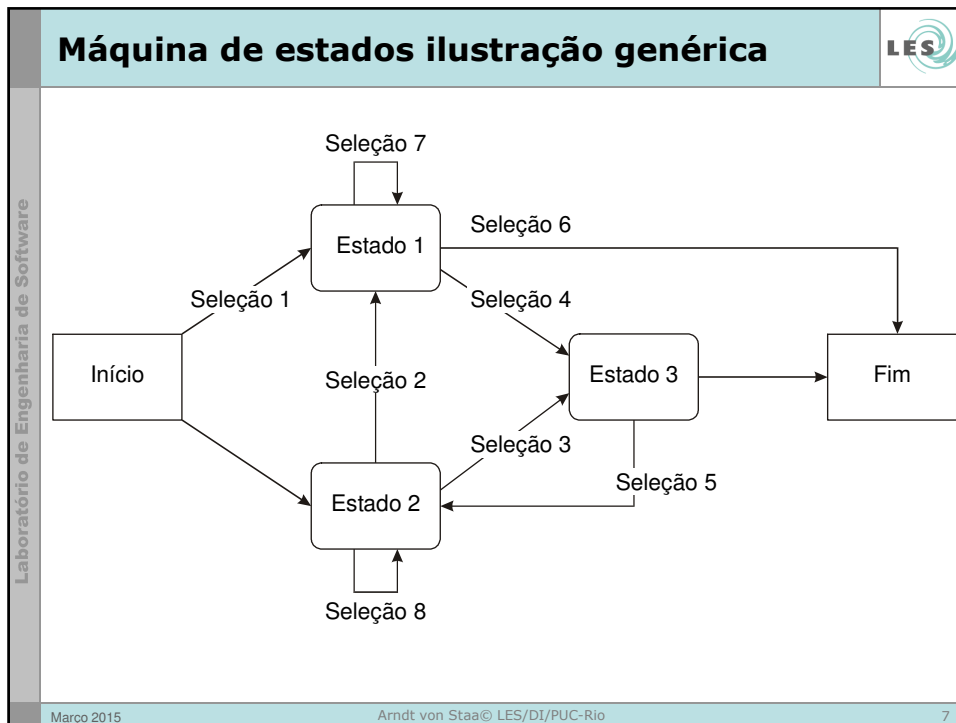 Máquina de estados ilustração genérica
LES
Laboratório de Engenharia de Software
Seleção 7
Estado 1
Seleção 6
Seleção 1
Seleção 4
Início
Seleção 2
Estado 3
Fim
Seleção 3
Estado 2
Seleção 5
Seleção 8
Março 2015
Arndt von Staa© LES/DI/PUC-Rio
7